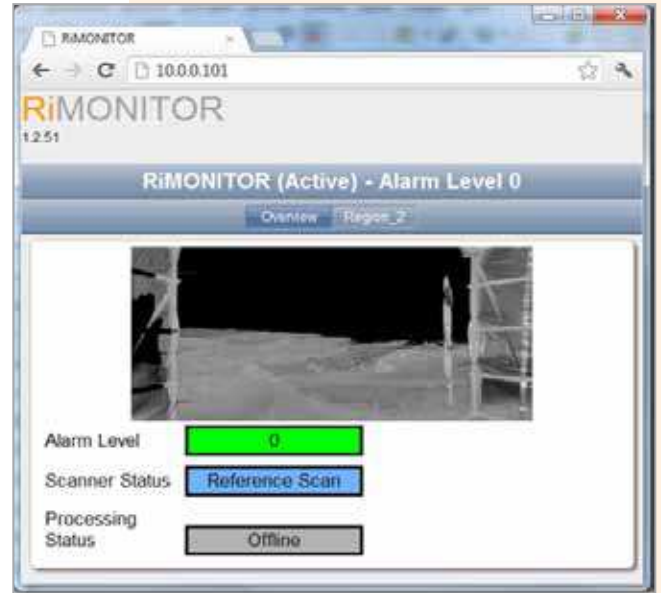 RiMONITOR
10.0.0.101
RiMONITOR
1.2.51
RiMONITOR (Active) - Alarm Level 0
Overview Region_2
Alarm Level 0
Scanner Status Reference Scan
Processing
Status Offline